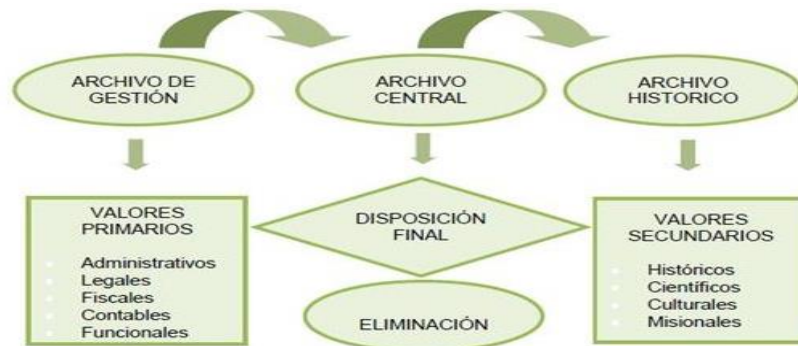 ARCHIVO DE
GESTIÓN
ARCHIVO
CENTRAL
ARCHIVO
HISTORICO
VALORES
PRIMARIOS
Administrativos
Legales
Fiscales
Contables
Funcionales
DISPOSICIÓN
FINAL
ELIMINACIÓN
VALORES
SECUNDARIOS
Históricos
Científicos
Culturales
Misionales